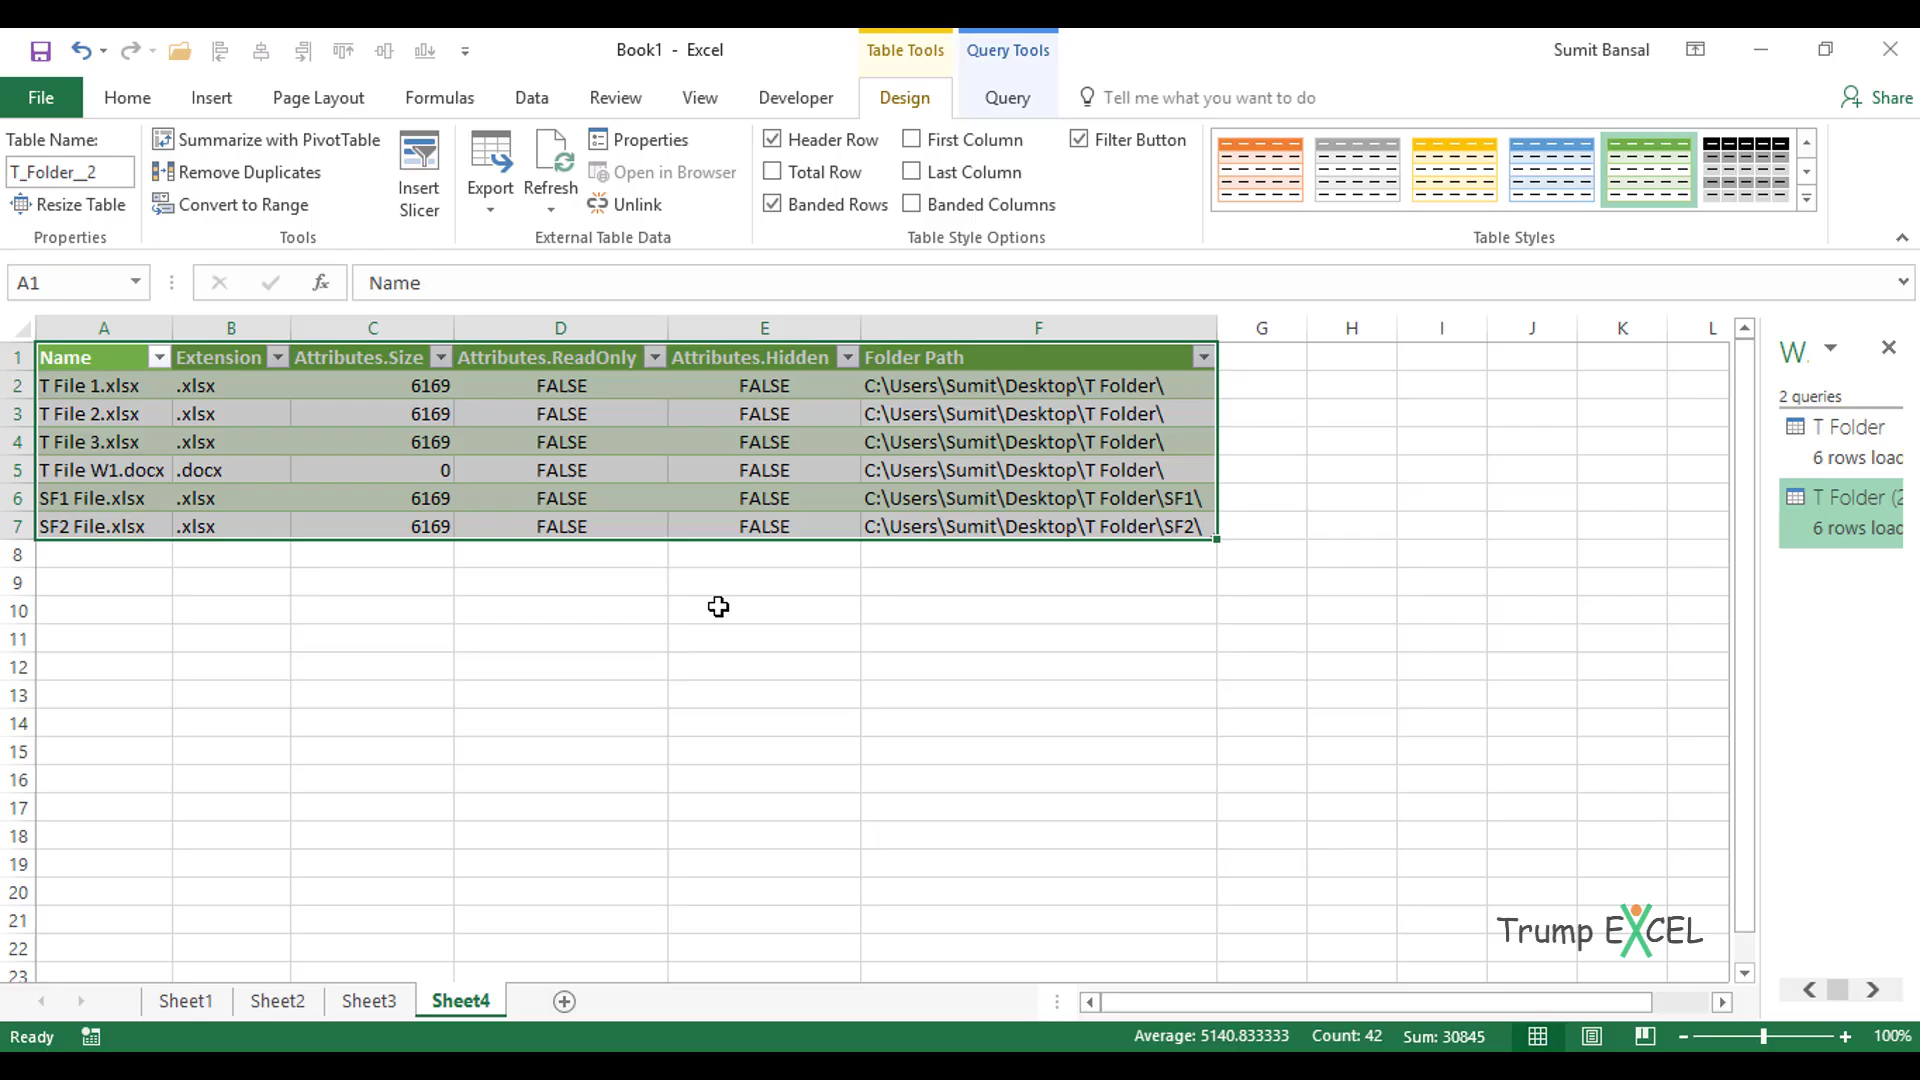 Book1 - Excel
Table Tools
Query Tools
Sumit Bansal
File
Home
Insert
Page Layout
Formulas
Data
Review
View
Developer
Design
Query
Tell me what you want to do
Share
Table Name:
T_Folder__2
Resize Table
Properties
Summarize with PivotTable
Remove Duplicates
Convert to Range
Tools
Insert
Slicer
Export
Refresh
Properties
Open in Browser
Unlink
External Table Data
Header Row
Total Row
Banded Rows
First Column
Last Column
Banded Columns
Filter Button
Table Style Options
Table Styles
A1
fx
Name
A B C D E F G H I J K L
1 Name Extension Attributes.Size Attributes.ReadOnly Attributes.Hidden Folder Path
2 T File 1.xlsx .xlsx 6169 FALSE FALSE C:\Users\Sumit\Desktop\T Folder\
3 T File 2.xlsx .xlsx 6169 FALSE FALSE C:\Users\Sumit\Desktop\T Folder\
4 T File 3.xlsx .xlsx 6169 FALSE FALSE C:\Users\Sumit\Desktop\T Folder\
5 T File W1.docx .docx 0 FALSE FALSE C:\Users\Sumit\Desktop\T Folder\
6 SF1 File.xlsx .xlsx 6169 FALSE FALSE C:\Users\Sumit\Desktop\T Folder\SF1\
7 SF2 File.xlsx .xlsx 6169 FALSE FALSE C:\Users\Sumit\Desktop\T Folder\SF2\
8
9
10
11
12
13
14
15
16
17
18
19
20
21
22
23
W.
2 queries
T Folder
6 rows load
T Folder (2
6 rows load
Trump EXCEL
Sheet1
Sheet2
Sheet3
Sheet4
Ready
Average: 5140.833333
Count: 42
Sum: 30845
100%